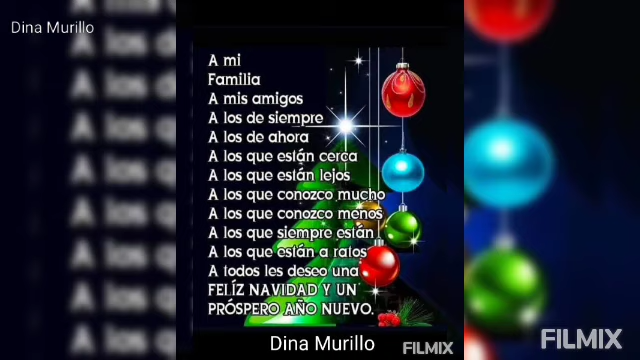 Dina Murillo
A mi
Familia
A mis amigos
A los de siempre
A los de ahora
A los que están cerca
A los que están lejos
A los que conozco mucho
A los que conozco menos
A los que siempre están
A los que están a ratos
A todos les deseo una
FELÍZ NAVIDAD Y UN
PRÓSPERO AÑO NUEVO.
Dina Murillo
FILMIX
FILMIX